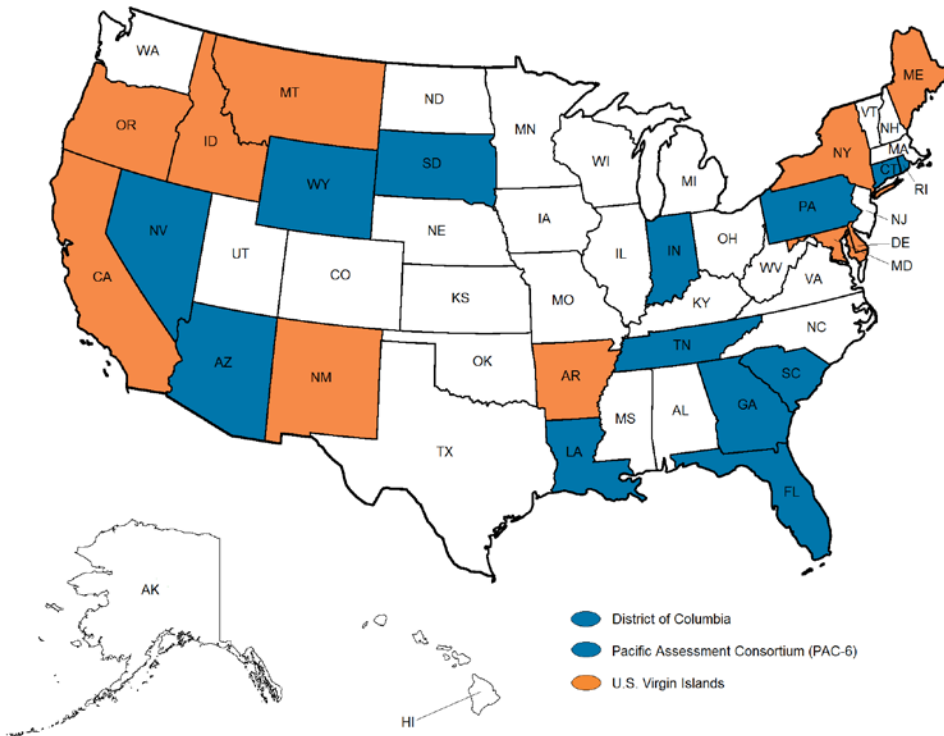 WA
ME
MT
ND
VT
MN
NH
OR
ID
MA
NY
SD
WI
CT
WY
MI
RI
PA
IA
NJ
NV
NE
OH
IN
DE
UT
IL
MD
CA
CO
WV
VA
KS
MO
KY
NC
TN
OK
AZ
NM
AR
SC
GA
MS
AL
TX
LA
FL
AK
District of Columbia
Pacific Assessment Consortium (PAC-6)
U.S. Virgin Islands
HI